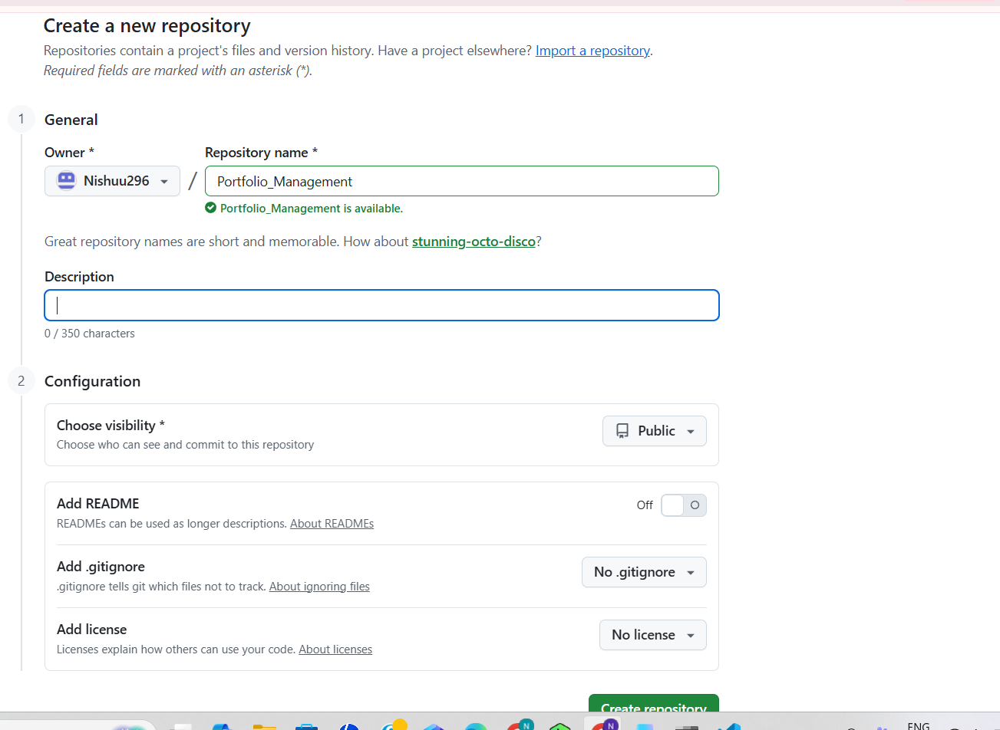 Create a new repository
Repositories contain a project's files and version history. Have a project elsewhere? Import a repository.
Required fields are marked with an asterisk (*).
1 General
Owner * Repository name *
Nishuu296 / Portfolio_Management
Portfolio_Management is available.
Great repository names are short and memorable. How about stunning-octo-disco?
Description
0 / 350 characters
2 Configuration
Choose visibility * Public
Choose who can see and commit to this repository
Add README Off
READMEs can be used as longer descriptions. About READMEs
Add .gitignore No .gitignore
.gitignore tells git which files not to track. About ignoring files
Add license No license
Licenses explain how others can use your code. About licenses
Create repository
N N ENG